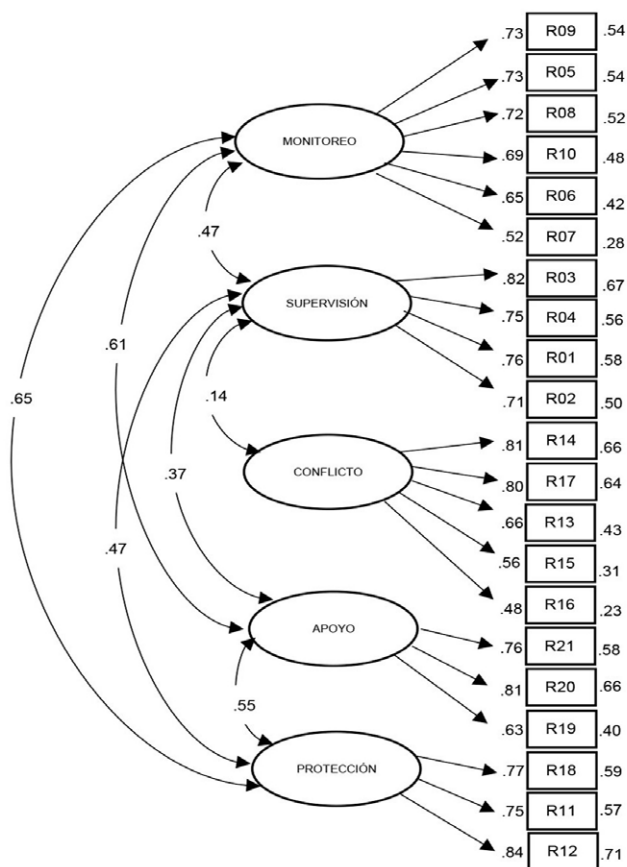 .73 R09 .54
.73 R05 .54
.72 R08 .52
MONITOREO
.69 R10 .48
.65 R06 .42
.52 R07 .28
.47
.82 R03 .67
SUPERVISIÓN
.75 R04 .56
.61
.76 R01 .58
.65
.71 R02 .50
.14
.81 R14 .66
CONFLICTO
.37
.80 R17 .64
.47
.66 R13 .43
.56 R15 .31
.48 R16 .23
APOYO
.76 R21 .58
.81 R20 .66
.55
.63 R19 .40
PROTECCIÓN
.77 R18 .59
.75 R11 .57
.84 R12 .71